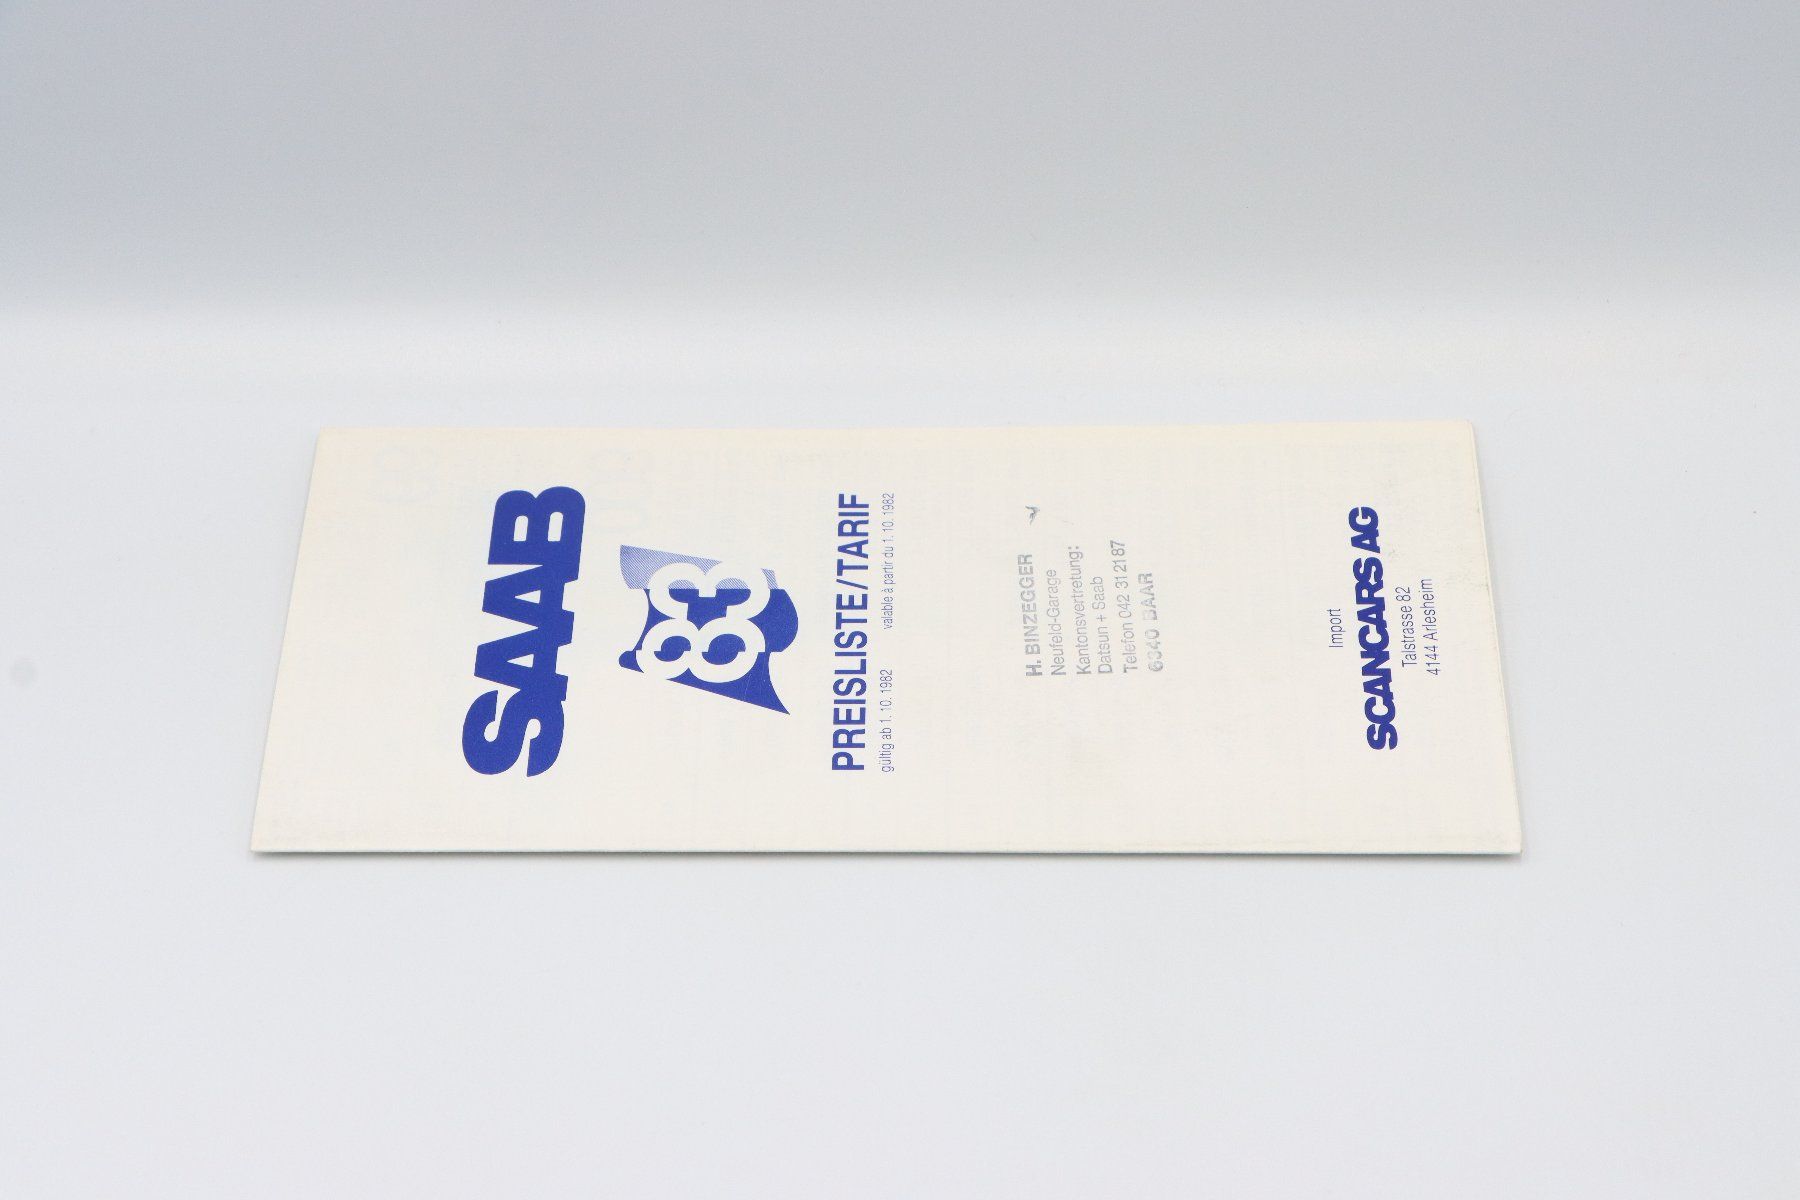 SAAB
83
PREISLISTE/TARIF
gültig ab 1. 10. 1982 valable à partir du 1. 10. 1982
H. BINZEGGER
Neufeld-Garage
Kantonsvertretung:
Datsun + Saab
Telefon 042 31 21 87
6340 BAAR
Import
SCANCARS AG
Talstrasse 82
4144 Arlesheim